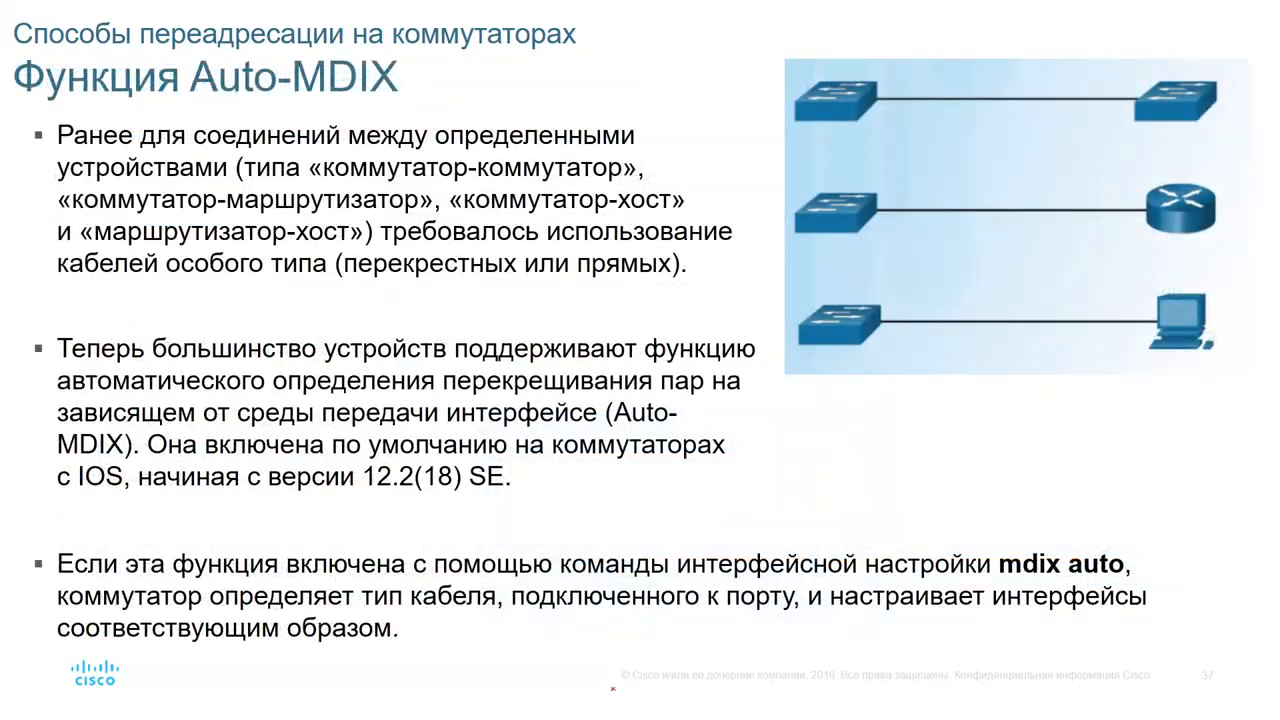 Способы переадресации на коммутаторах
Функция Auto-MDIX
▪ Ранее для соединений между определенными
устройствами (типа «коммутатор-коммутатор»,
«коммутатор-маршрутизатор», «коммутатор-хост»
и «маршрутизатор-хост») требовалось использование
кабелей особого типа (перекрестных или прямых).
▪ Теперь большинство устройств поддерживают функцию
автоматического определения перекрещивания пар на
зависящем от среды передачи интерфейсе (Auto-
MDIX). Она включена по умолчанию на коммутаторах
с IOS, начиная с версии 12.2(18) SE.
▪ Если эта функция включена с помощью команды интерфейсной настройки mdix auto,
коммутатор определяет тип кабеля, подключенного к порту, и настраивает интерфейсы
соответствующим образом.
CISCO
© Cisco и/или ее дочерние компании, 2016. Все права защищены. Конфиденциальная информация Cisco
37